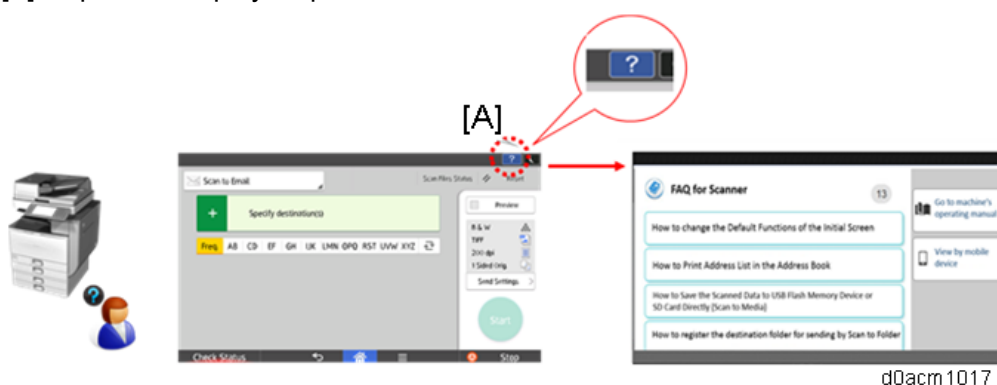 ?
[A]
?
Scan to Email
Scan Files Status
Reset
+ Specify destination(s)
Preview
Freq. AB CD EF GH IJK LMN OPQ RST UVW XYZ
B & W
TIFF
200 dpi
1 Sided Orig.
Send Settings
Start
Check Status
Stop
FAQ for Scanner
13
How to change the Default Functions of the Initial Screen
How to Print Address List in the Address Book
How to Save the Scanned Data to USB Flash Memory Device or
SD Card Directly (Scan to Media)
How to register the destination folder for sending by Scan to Folder
Go to machine's
operating manual
View by mobile
device
?
d0acm1017